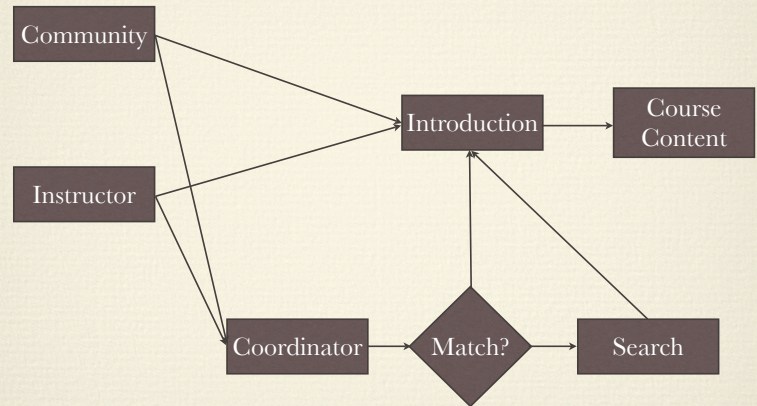 Community
Introduction
Course
Content
Instructor
Coordinator
Match?
Search